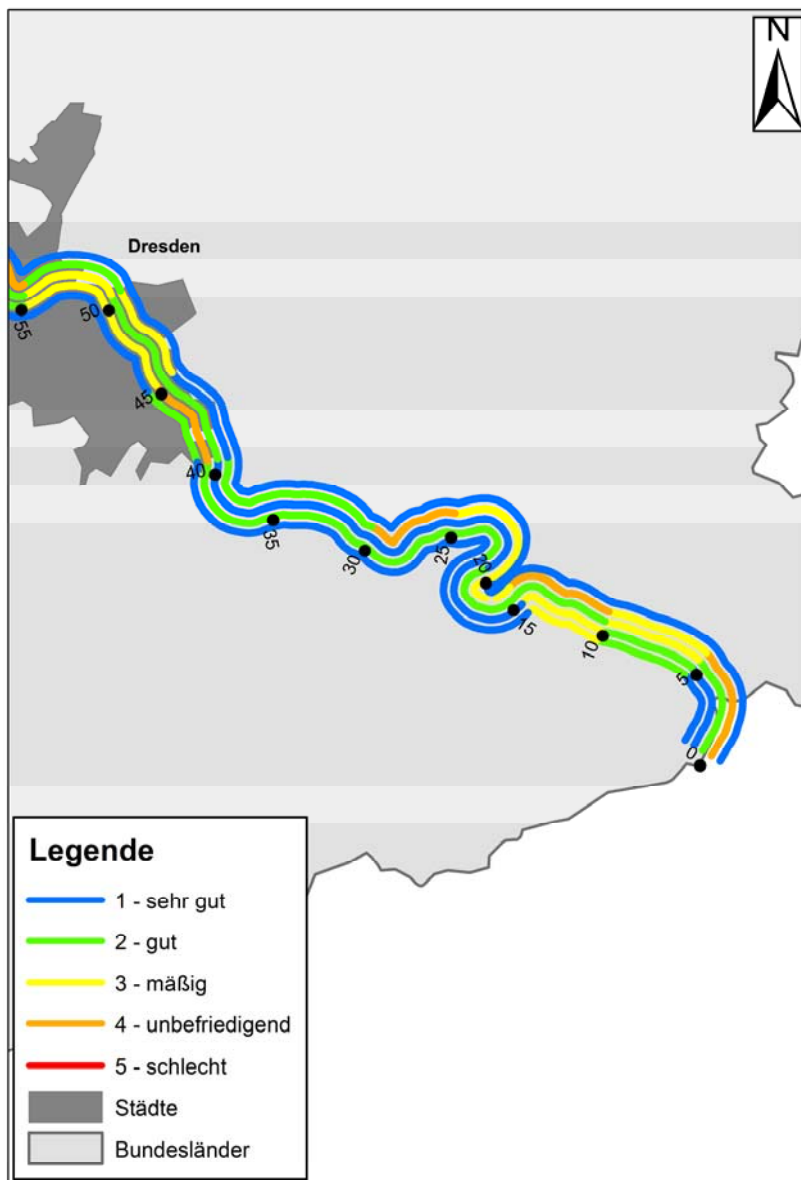 N
Dresden
55
50
45
40
35
30
25
20
15
10
5
0
Legende
1 - sehr gut
2 - gut
3 - mäßig
4 - unbefriedigend
5 - schlecht
Städte
Bundesländer